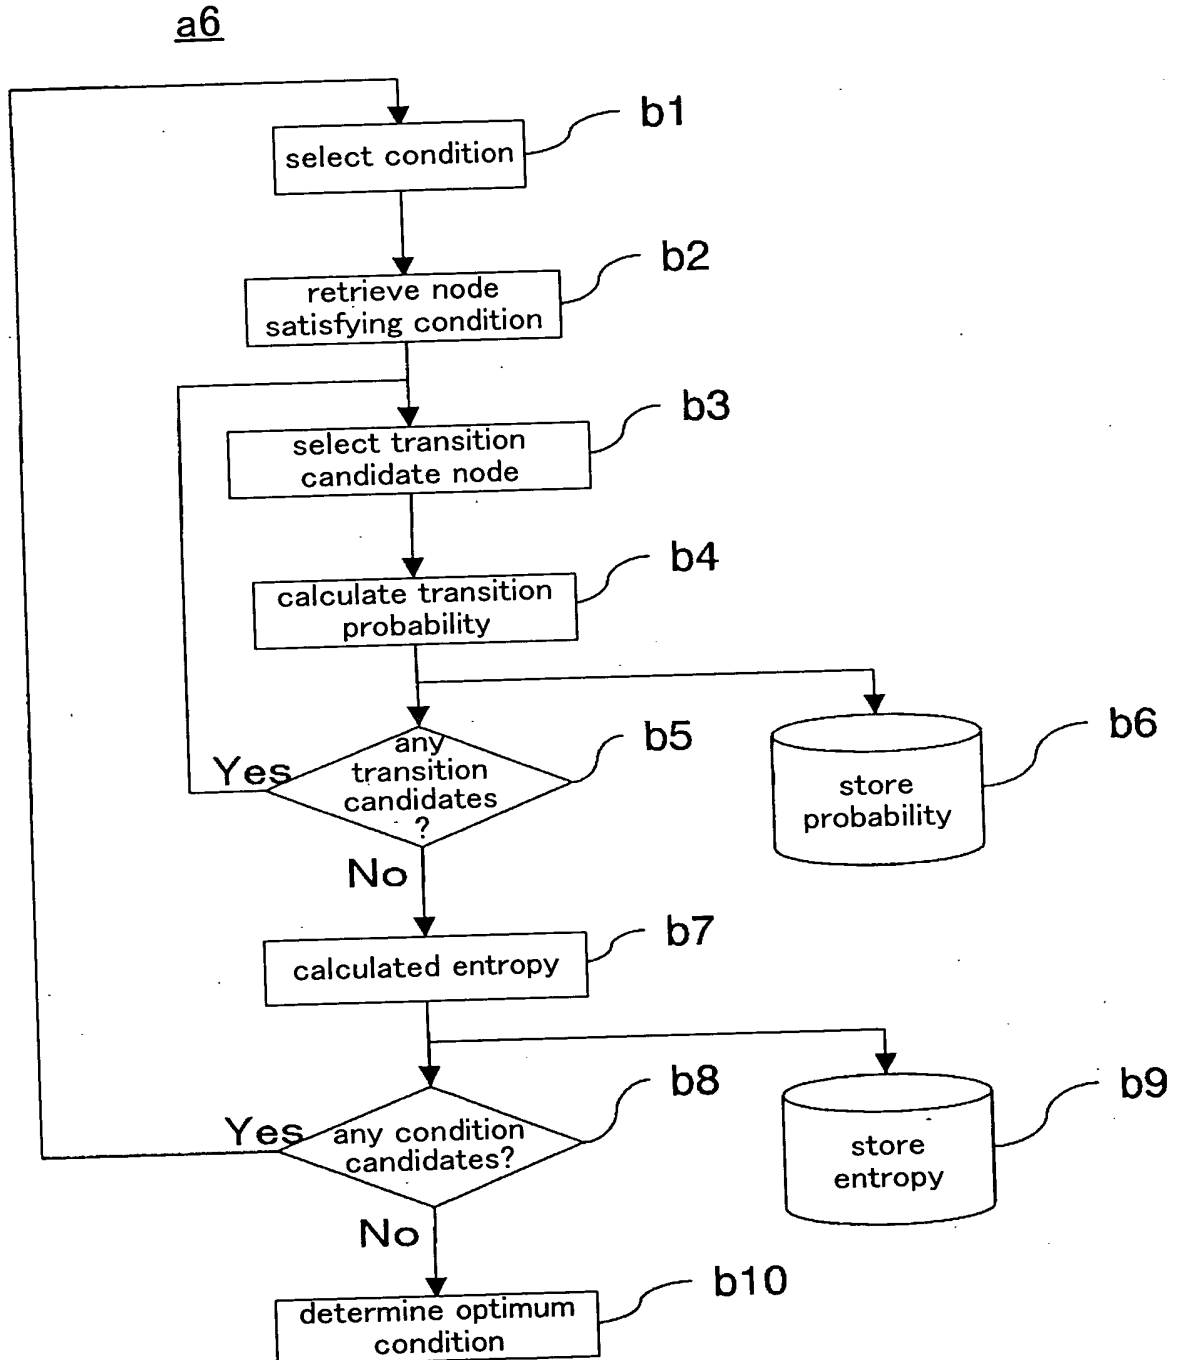 a6
b1
select condition
b2
retrieve node
satisfying condition
b3
select transition
candidate node
b4
calculate transition
probability
b5
any
transition
candidates
?
Yes
b6
store
probability
No
b7
calculated entropy
b8
Yes
any condition
candidates?
b9
store
entropy
No
b10
determine optimum
condition